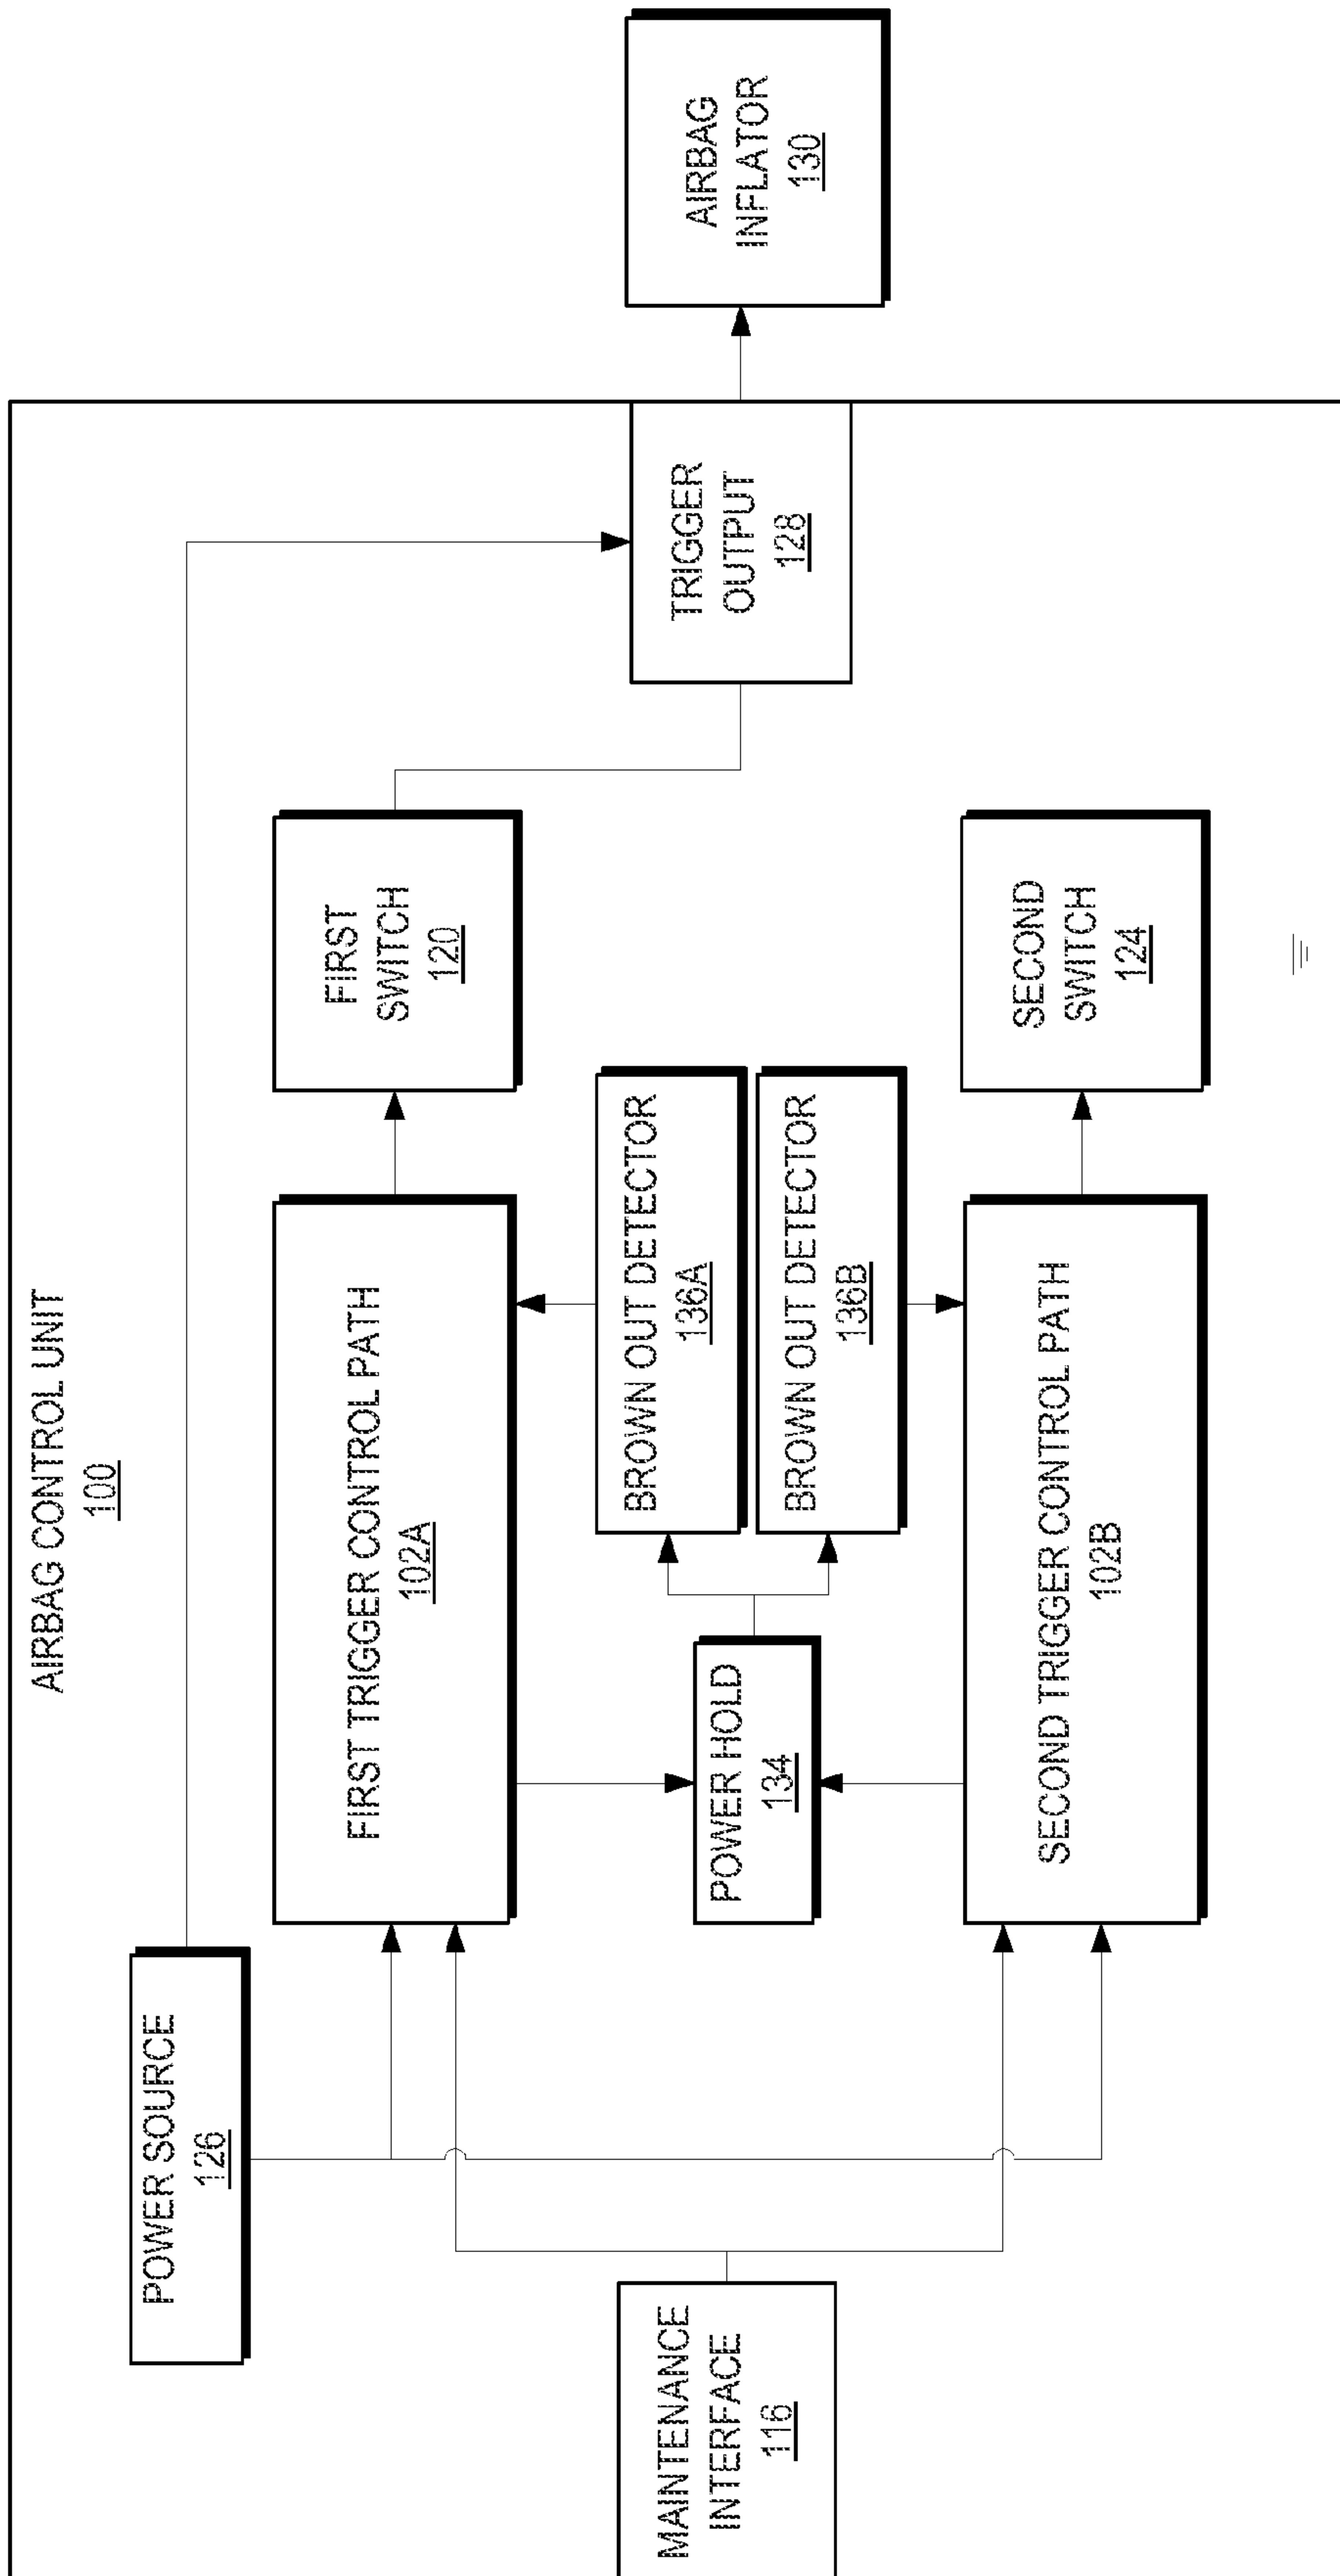 AIRBAG CONTROL UNIT
100
POWER SOURCE
126
MAINTENANCE
INTERFACE
116
FIRST TRIGGER CONTROL PATH
102A
POWER HOLD
134
BROWN OUT DETECTOR
136A
BROWN OUT DETECTOR
136B
SECOND TRIGGER CONTROL PATH
102B
FIRST
SWITCH
120
SECOND
SWITCH
124
TRIGGER
OUTPUT
128
AIRBAG
INFLATOR
130